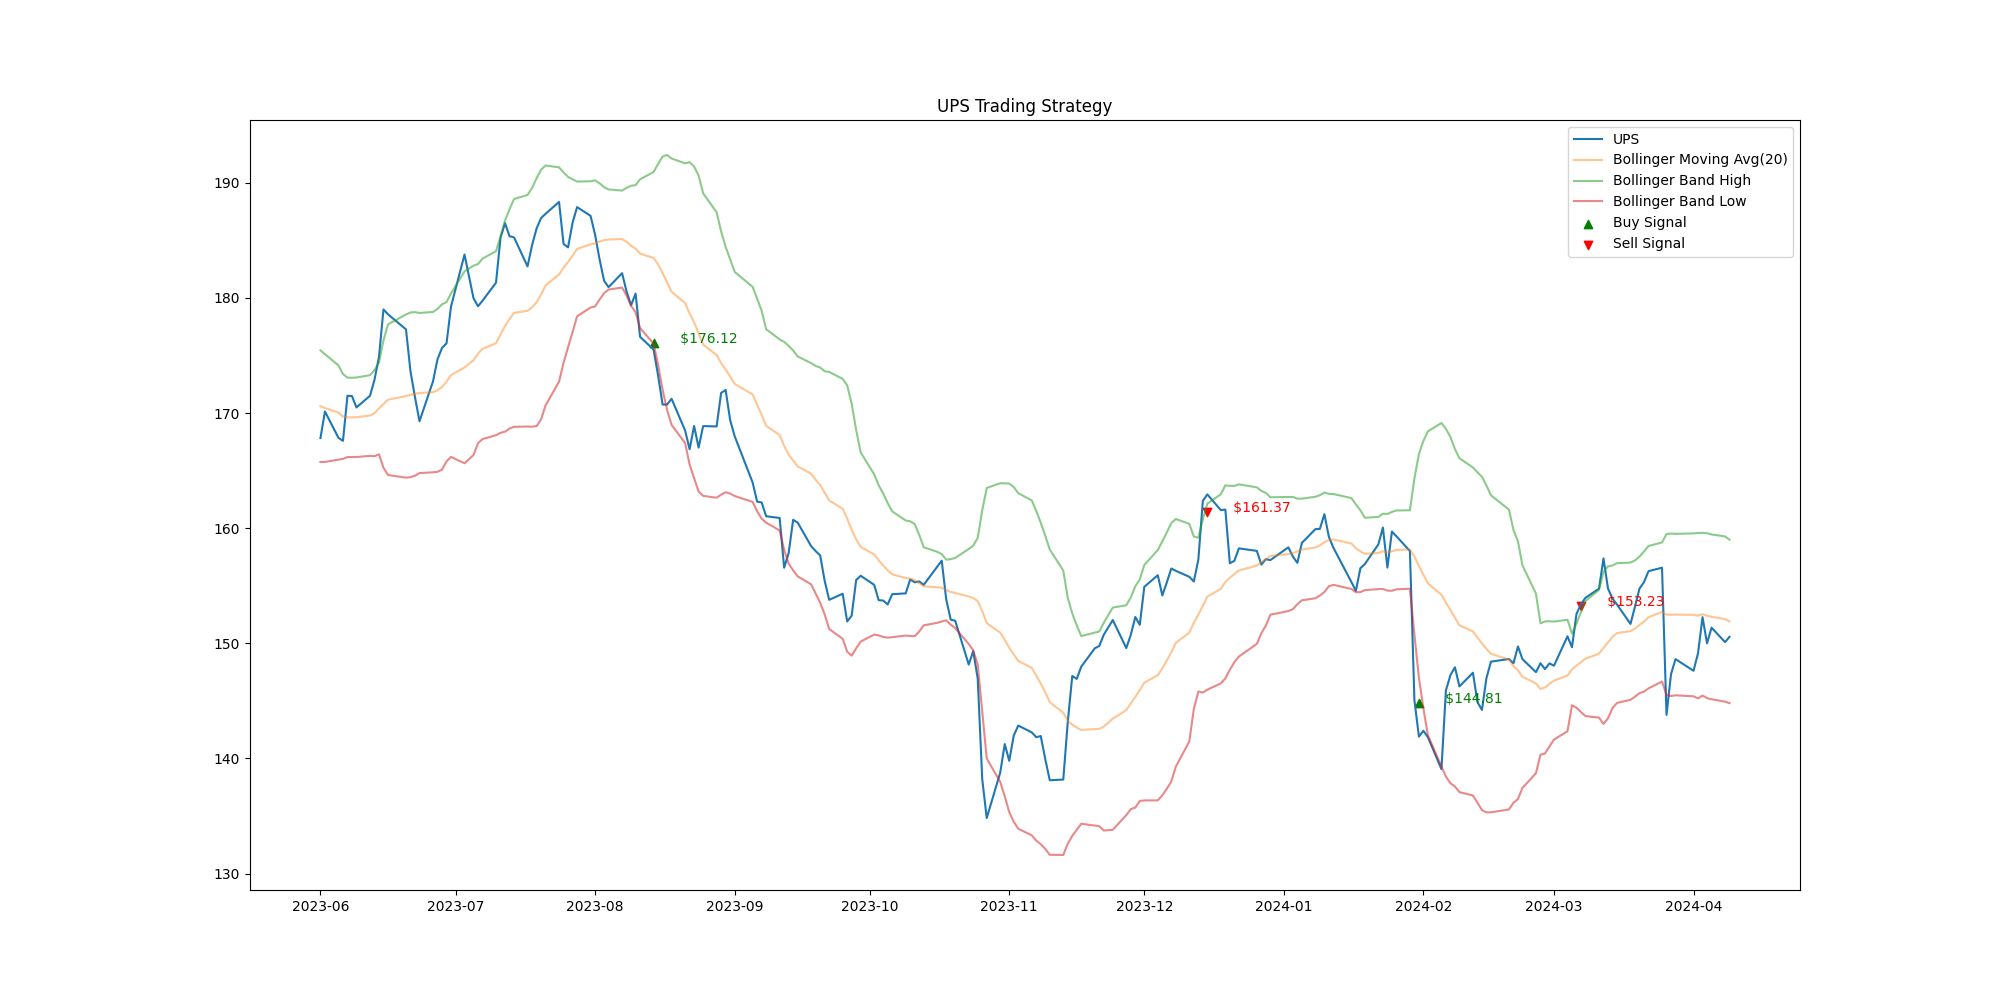 UPS Trading Strategy
UPS
Bollinger Moving Avg(20)
Bollinger Band High
Bollinger Band Low
Buy Signal
Sell Signal
190
180
170
160
150
140
130
$176.12
$161.37
$153.23
$144.81
2023-06 2023-07 2023-08 2023-09 2023-10 2023-11 2023-12 2024-01 2024-02 2024-03 2024-04